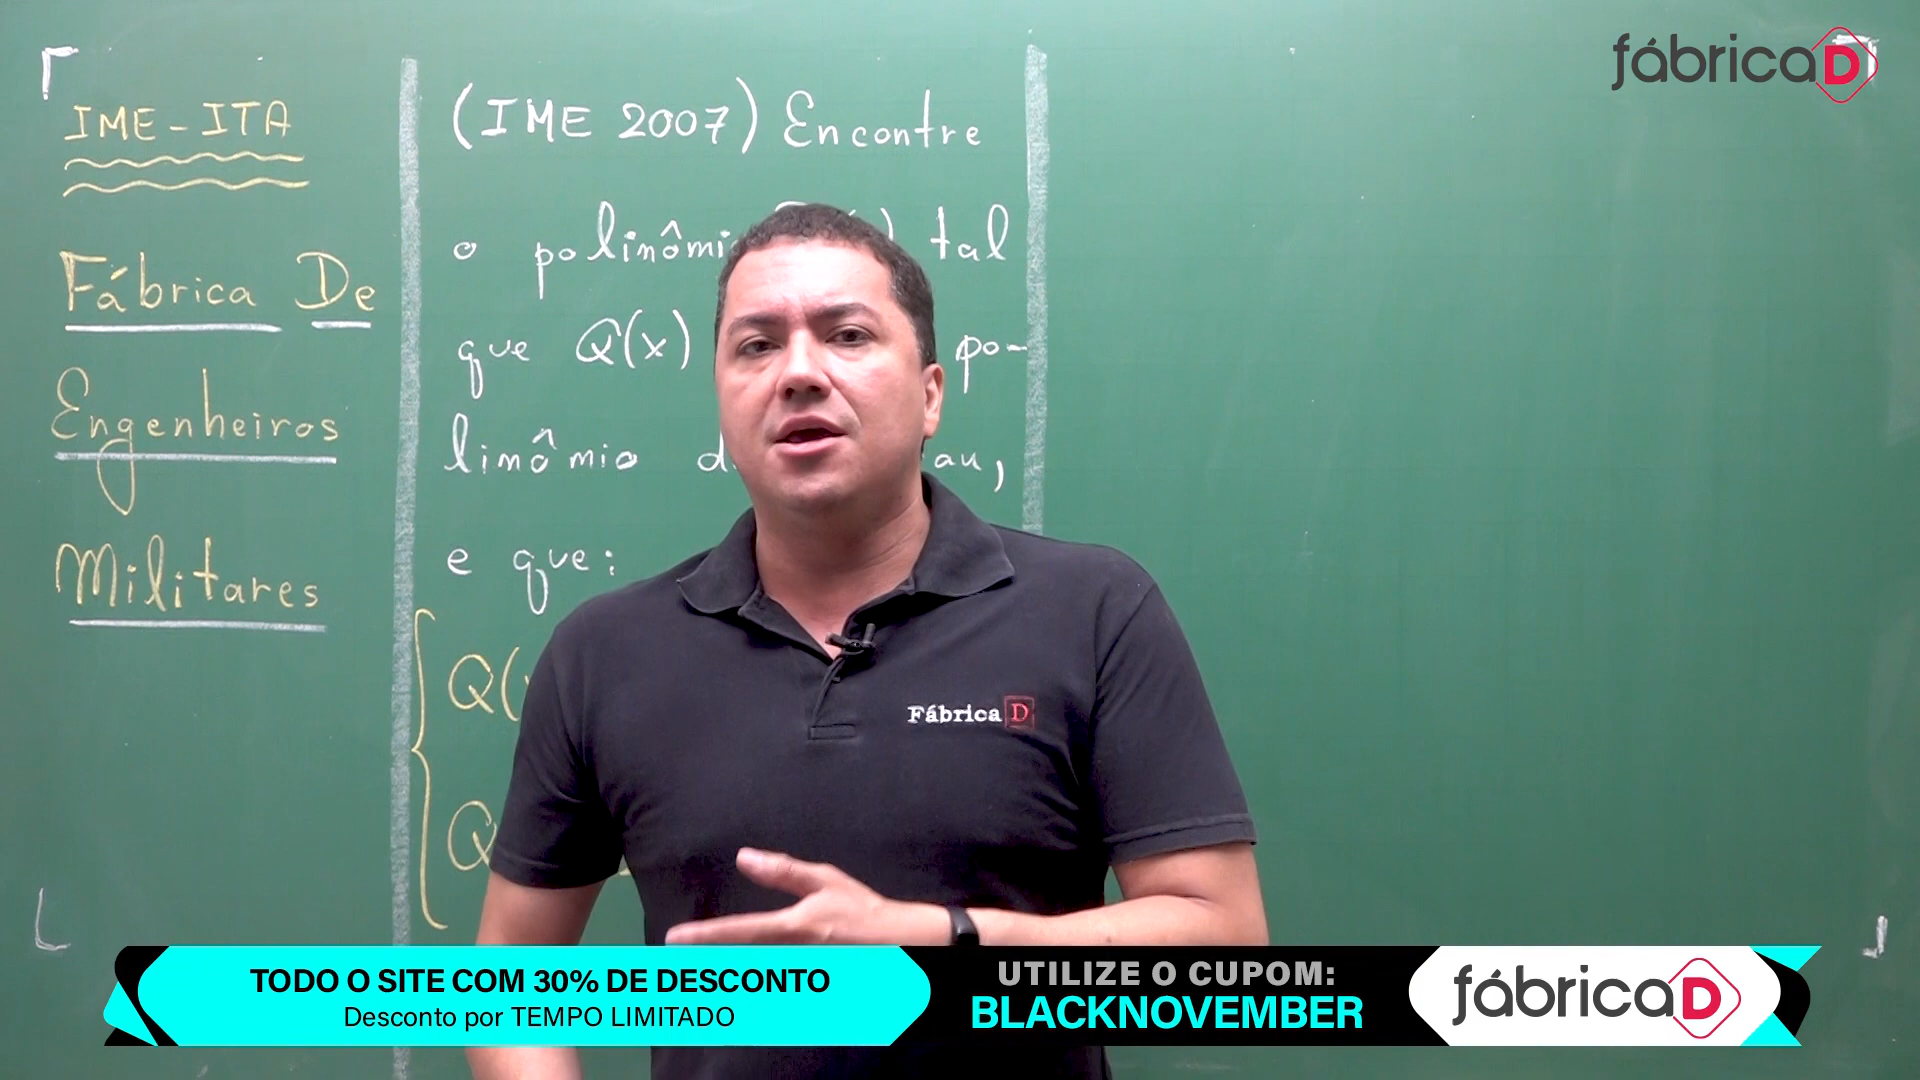 IME-ITA
Fábrica De
Engenheiros
Militares
(IME 2007) Encontre
o polinômi ) tal
que Q(x) po-
linômio d au,
e que:
Q(
Q
fábricaD
Fábrica D
TODO O SITE COM 30% DE DESCONTO
Desconto por TEMPO LIMITADO
UTILIZE O CUPOM:
BLACKNOVEMBER
fábricaD